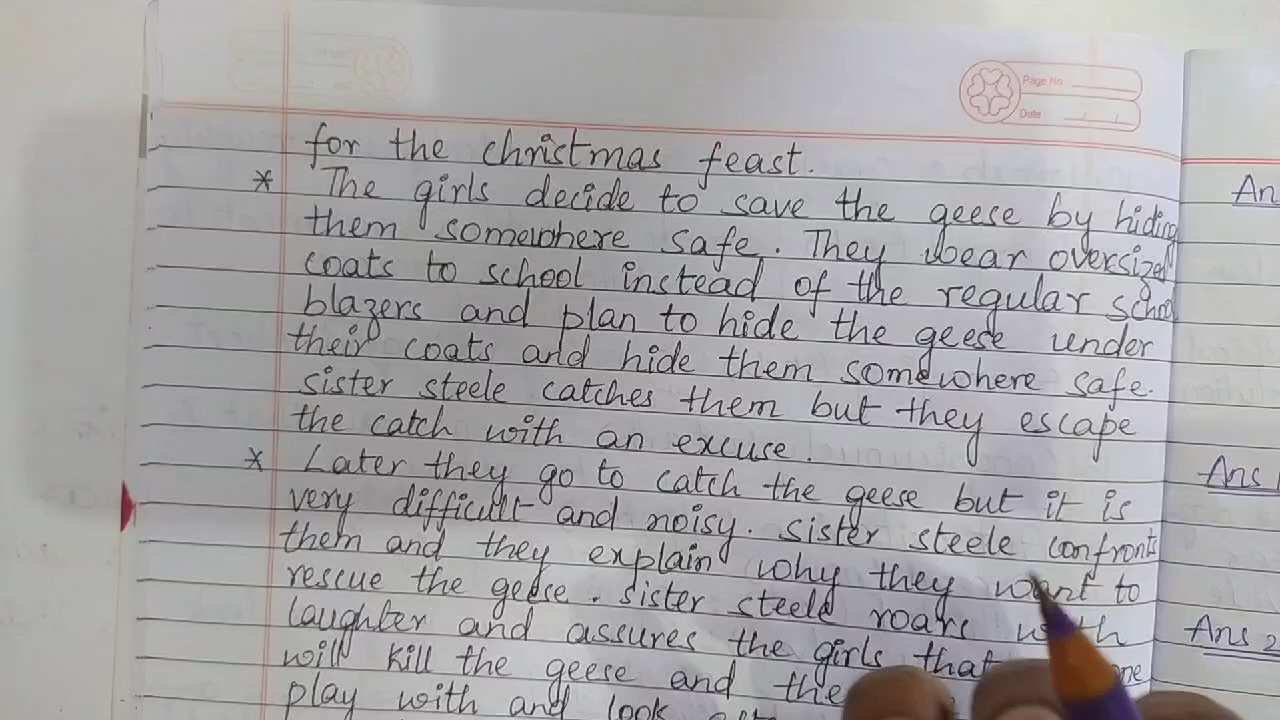 Page No
Date
for the christmas feast.
* The girls decide to save the geese by hiding
them somewhere safe. They wear oversized
coats to school instead of the regular school
blazers and plan to hide the geese under
their coats and hide them somewhere safe.
sister steele catches them but they escape
the catch with an excuse.
* Later they go to catch the geese but it is
very difficult and noisy. sister steele confronts
them and they explain why they want to
rescue the geese. sister steele roars with
laughter and assures the girls that
will kill the geese and the
play with and look
An
Ans 1
Ans 2